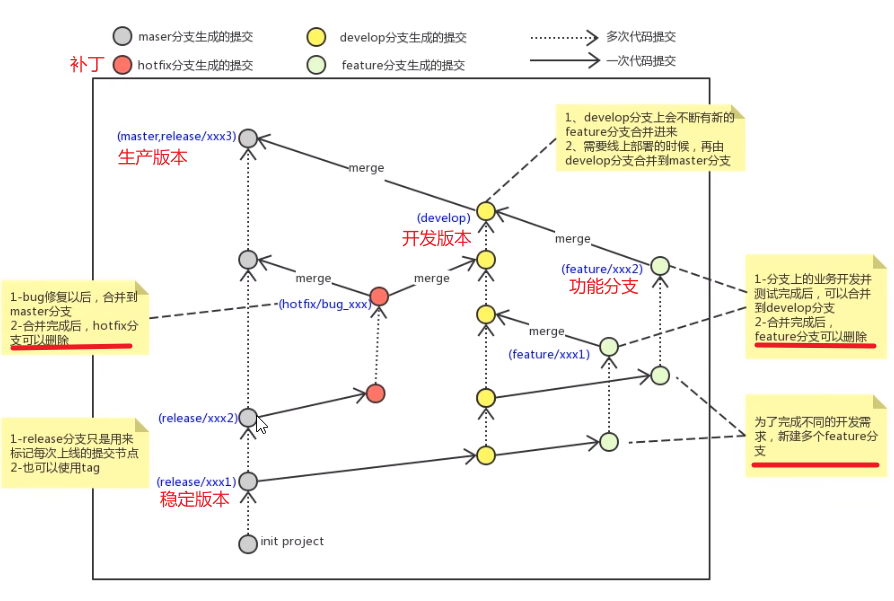 maser分支生成的提交
develop分支生成的提交
多次代码提交
补丁
hotfix分支生成的提交
feature分支生成的提交
一次代码提交
1、develop分支上会不断有新的
feature分支合并进来
2、需要线上部署的时候，再由
develop分支合并到master分支
(master,release/xxx3)
生产版本
merge
(develop)
开发版本
merge
(feature/xxx2)
功能分支
1-分支上的业务开发并
测试完成后，可以合并
到develop分支
2-合并完成后，
feature分支可以删除
merge
merge
1-bug修复以后，合并到
master分支
2-合并完成后，hotfix分
支可以删除
(hotfix/bug_xxx)
merge
(feature/xxx1)
(release/xxx2)
为了完成不同的开发需
求，新建多个feature分
支
1-release分支只是用来
标记每次上线的提交节点
2-也可以使用tag
(release/xxx1)
稳定版本
init project